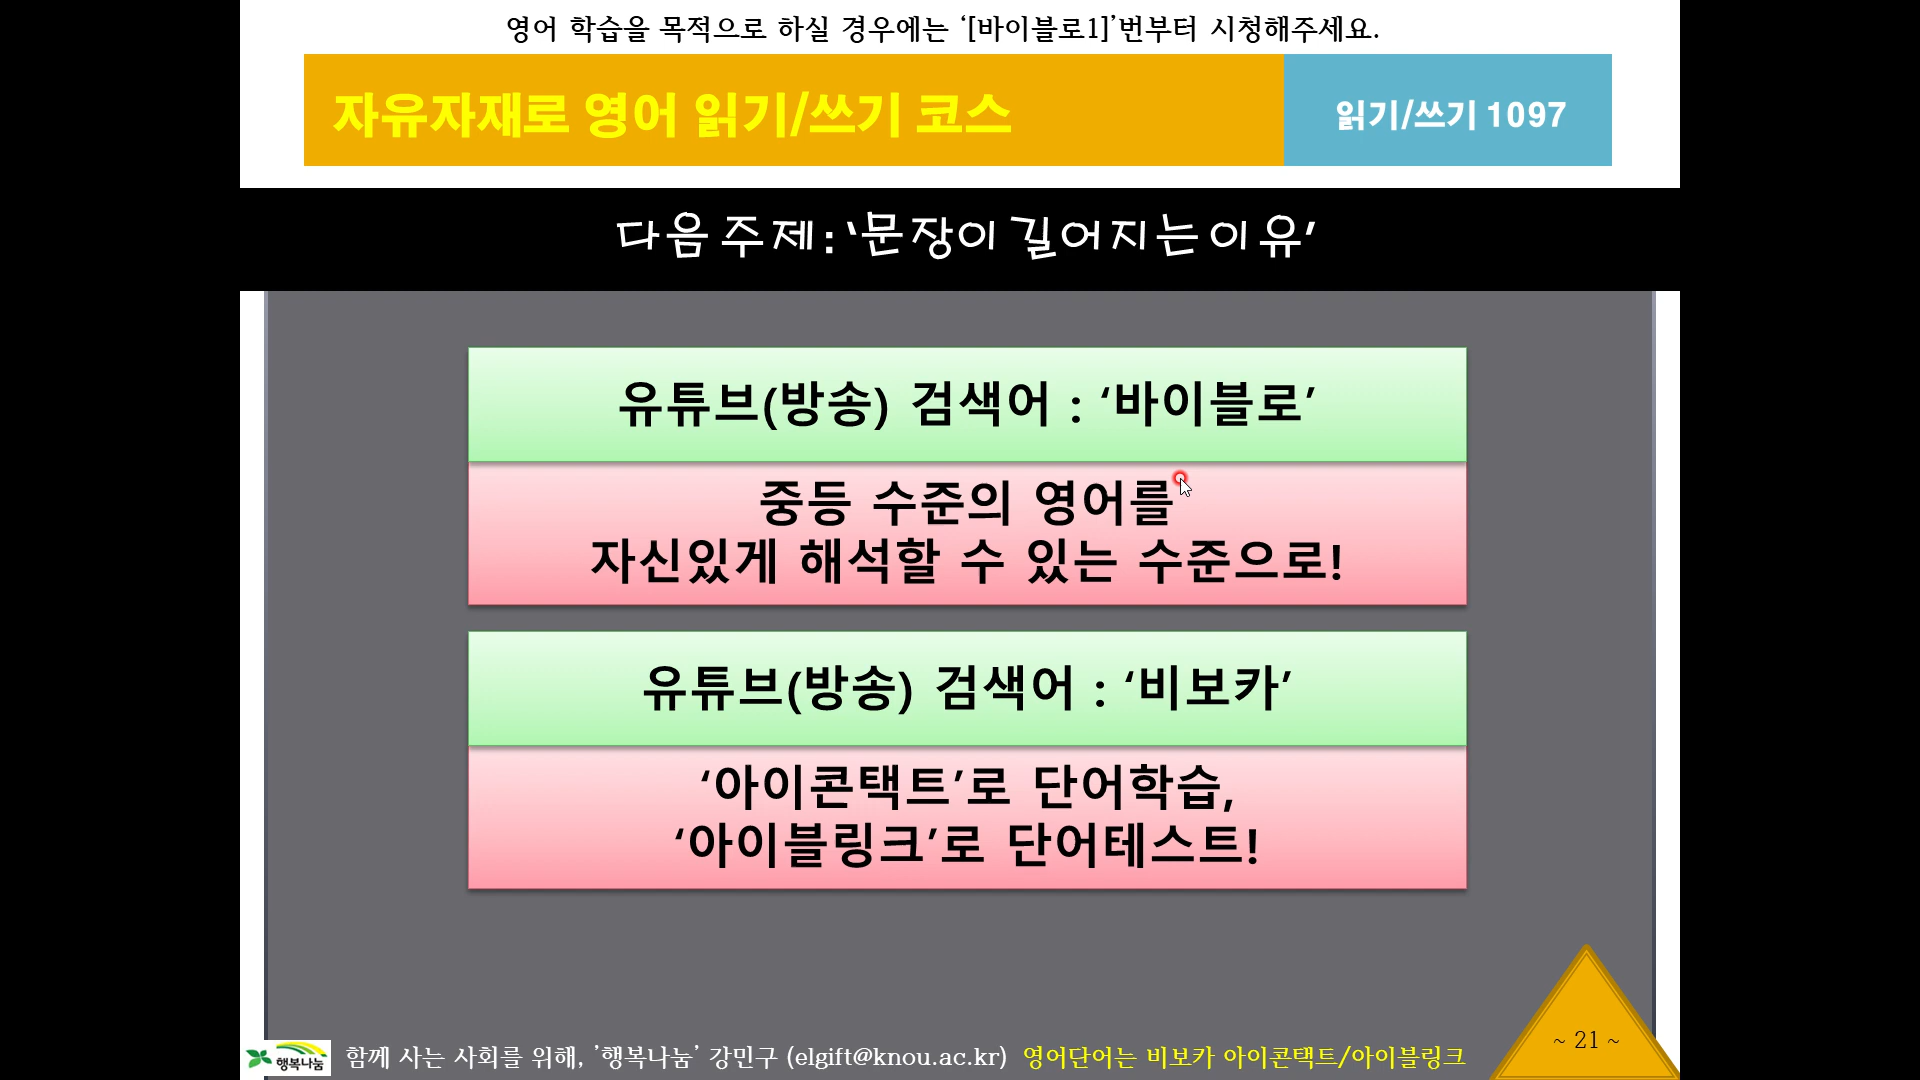 영어 학습을 목적으로 하실 경우에는 ‘[바이블로1]’번부터 시청해주세요.
자유자재로 영어 읽기/쓰기 코스
읽기/쓰기 1097
다음 주제 : ‘문장이 길어지는 이유’
유튜브(방송) 검색어 : ‘바이블로’
중등 수준의 영어를
자신있게 해석할 수 있는 수준으로!
유튜브(방송) 검색어 : ‘비보카’
‘아이콘택트’로 단어학습,
‘아이블링크’로 단어테스트!
~ 21 ~
행복나눔
함께 사는 사회를 위해, ’행복나눔’ 강민구 (elgift@knou.ac.kr) 영어단어는 비보카 아이콘택트/아이블링크